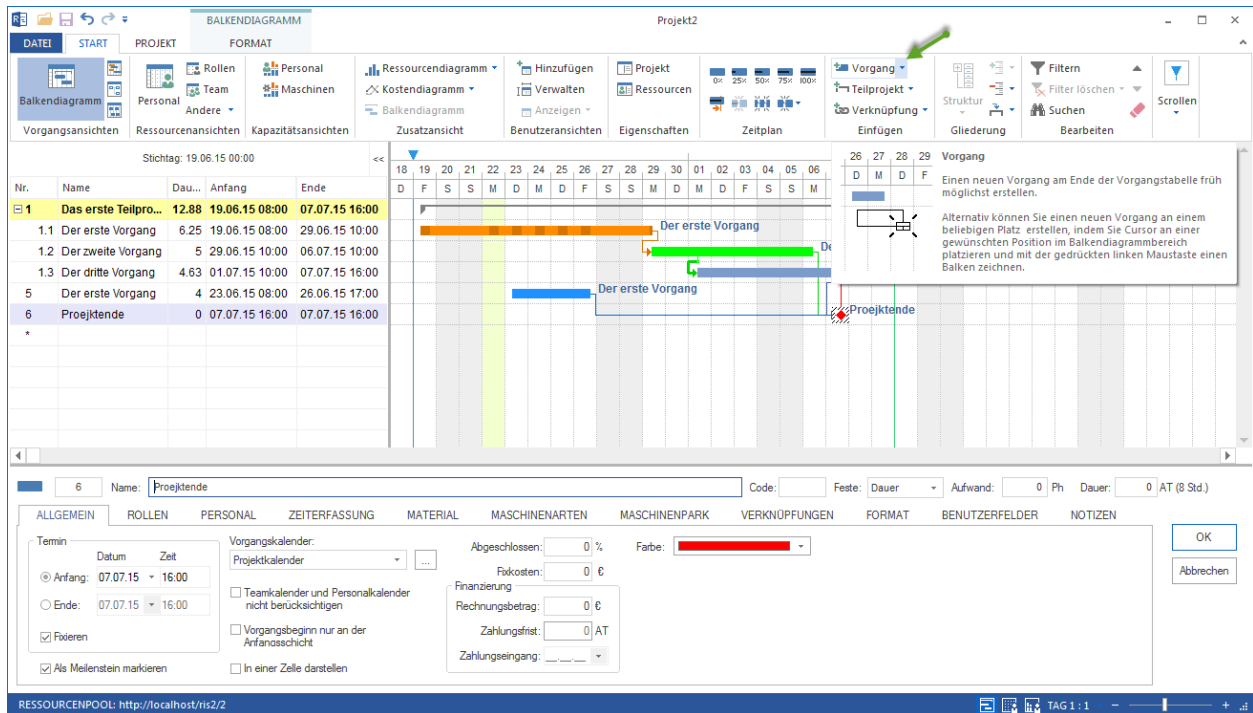 BALKENDIAGRAMM
Projekt2
DATEI START PROJEKT FORMAT
Balkendiagramm
Vorgangsansichten
Personal
Rollen
Team
Andere
Ressourcenansichten
Personal
Maschinen
Kapazitätsansichten
Ressourcendiagramm
Kostendiagramm
Balkendiagramm
Zusatzansicht
Hinzufügen
Verwalten
Anzeigen
Benutzeransichten
Projekt
Ressourcen
Eigenschaften
0% 25% 50% 75% 100%
Zeitplan
Vorgang
Teilprojekt
Verknüpfung
Einfügen
Struktur
Gliederung
Filtern
Filter löschen
Suchen
Bearbeiten
Scrollen
Stichtag: 19.06.15 00:00 <<
18 19 20 21 22 23 24 25 26 27 28 29 30 01 02 03 04 05 06
D F S S M D M D F S S M D M D F S S M
Nr. Name Dau... Anfang Ende
1 Das erste Teilpro... 12.88 19.06.15 08:00 07.07.15 16:00
1.1 Der erste Vorgang 6.25 19.06.15 08:00 29.06.15 10:00
1.2 Der zweite Vorgang 5 29.06.15 10:00 06.07.15 10:00
1.3 Der dritte Vorgang 4.63 01.07.15 10:00 07.07.15 16:00
5 Der erste Vorgang 4 23.06.15 08:00 26.06.15 17:00
6 Proejktende 0 07.07.15 16:00 07.07.15 16:00
*
Der erste Vorgang
Der erste Vorgang
Proejktende
26 27 28 29
D M D F
Vorgang
Einen neuen Vorgang am Ende der Vorgangstabelle früh
möglichst erstellen.
Alternativ können Sie einen neuen Vorgang an einem
beliebigen Platz erstellen, indem Sie Cursor an einer
gewünschten Position im Balkendiagrammbereich
platzieren und mit der gedrückten linken Maustaste einen
Balken zeichnen.
6 Name: Proejktende Code: Feste: Dauer Aufwand: 0 Ph Dauer: 0 AT (8 Std.)
ALLGEMEIN ROLLEN PERSONAL ZEITERFASSUNG MATERIAL MASCHINENARTEN MASCHINENPARK VERKNÜPFUNGEN FORMAT BENUTZERFELDER NOTIZEN
Termin
Datum Zeit
Anfang: 07.07.15 16:00
Ende: 07.07.15 16:00
Fixieren
Als Meilenstein markieren
Vorgangskalender:
Projektkalender ...
Teamkalender und Personalkalender
nicht berücksichtigen
Vorgangsbeginn nur an der
Anfangsschicht
In einer Zelle darstellen
Abgeschlossen: 0 %
Fixkosten: 0 €
Finanzierung
Rechnungsbetrag: 0 €
Zahlungsfrist: 0 AT
Zahlungseingang: __.__.__
Farbe:
OK
Abbrechen
RESSOURCENPOOL: http://localhost/ris2/2
TAG 1 : 1 − +